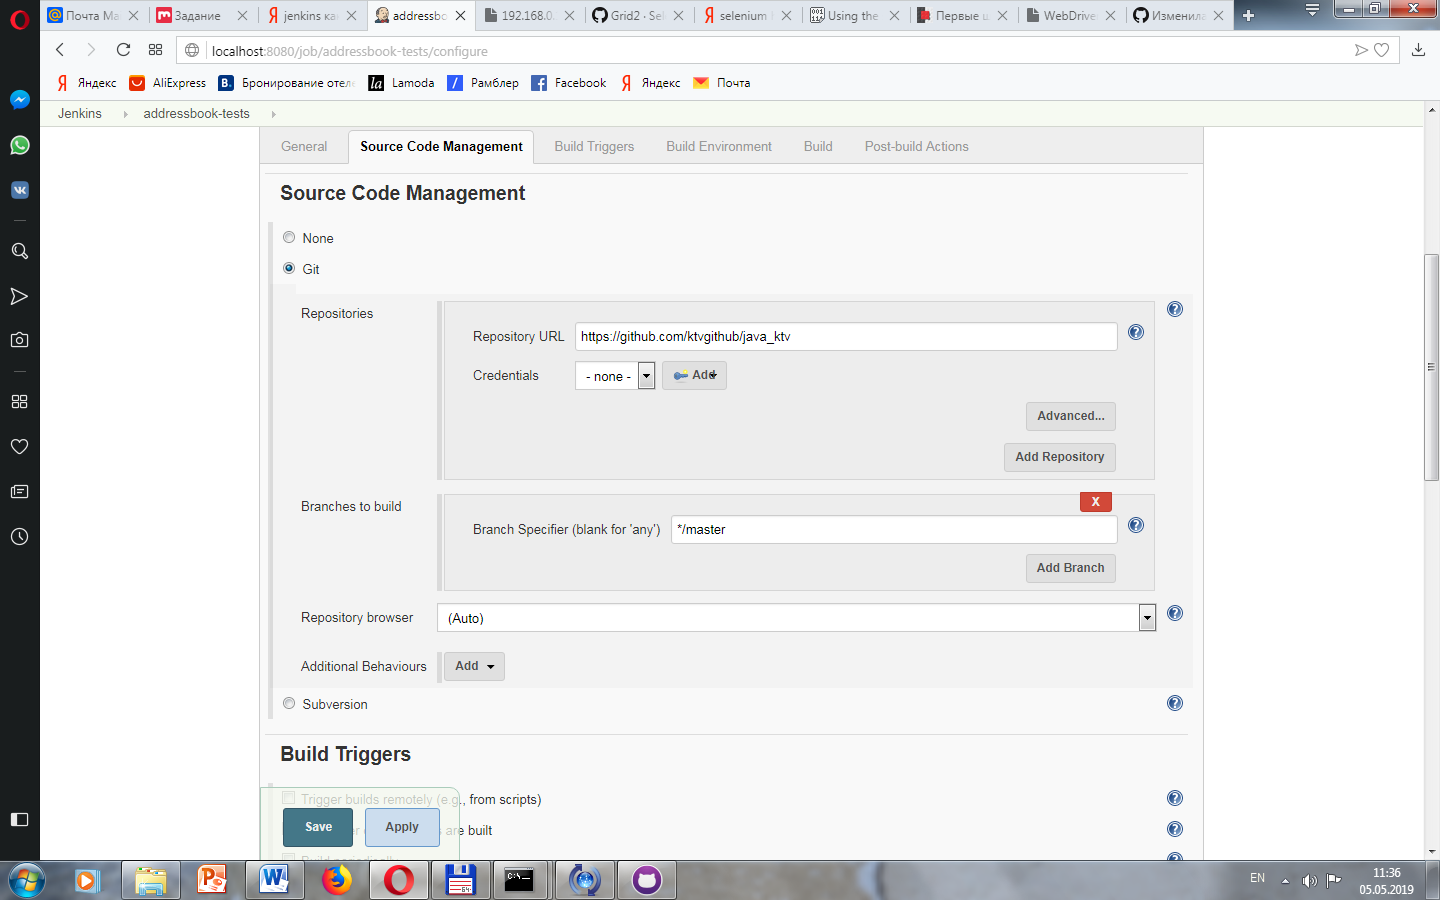 Почта Ма
Задание
jenkins ка
addressbo
192.168.0.
Grid2 · Sel
selenium h
Using the
Первые ш
WebDrive
Изменила
localhost:8080/job/addressbook-tests/configure
Яндекс
AliExpress
Бронирование отеле
Lamoda
Рамблер
Facebook
Яндекс
Почта
Jenkins
addressbook-tests
General
Source Code Management
Build Triggers
Build Environment
Build
Post-build Actions
Source Code Management
None
Git
Repositories
Repository URL
https://github.com/ktvgithub/java_ktv
Credentials
- none -
Add
Advanced...
Add Repository
Branches to build
X
Branch Specifier (blank for 'any')
*/master
Add Branch
Repository browser
(Auto)
Additional Behaviours
Add
Subversion
Build Triggers
Trigger builds remotely (e.g., from scripts)
Save
Apply
are built
EN
11:36
05.05.2019